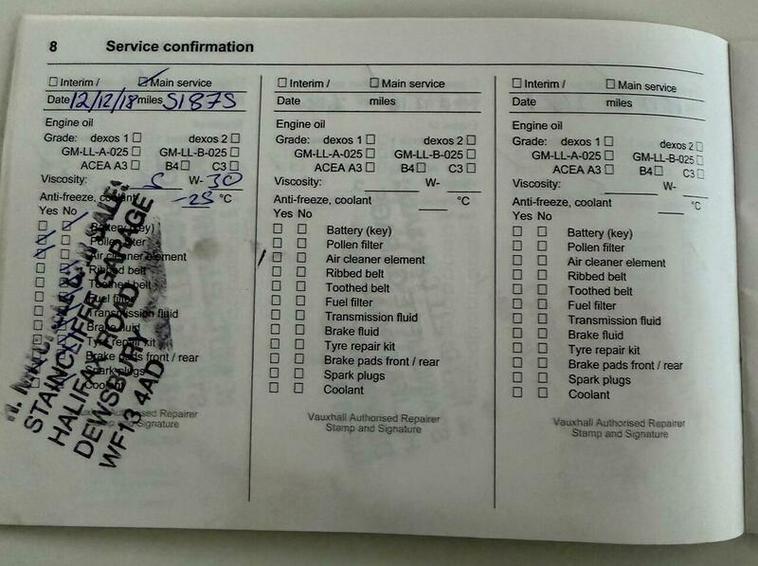 8 Service confirmation
Interim / Main service
Date 12/12/18 miles 51875
Engine oil
Grade: dexos 1 dexos 2
GM-LL-A-025 GM-LL-B-025
ACEA A3 B4 C3
Viscosity: 5 W- 30
Anti-freeze, coolant -25 °C
Yes No
Battery (key)
Pollen filter
Air cleaner element
Ribbed belt
Toothed belt
Fuel filter
Transmission fluid
Brake fluid
Tyre repair kit
Brake pads front / rear
Spark plugs
Coolant
Vauxhall Authorised Repairer
Stamp and Signature
STAINCLIFFE GARAGE
HALIFAX ROAD
DEWSBURY
WF13 4AD
Interim / Main service
Date miles
Engine oil
Grade: dexos 1 dexos 2
GM-LL-A-025 GM-LL-B-025
ACEA A3 B4 C3
Viscosity: W-
Anti-freeze, coolant °C
Yes No
Battery (key)
Pollen filter
Air cleaner element
Ribbed belt
Toothed belt
Fuel filter
Transmission fluid
Brake fluid
Tyre repair kit
Brake pads front / rear
Spark plugs
Coolant
Vauxhall Authorised Repairer
Stamp and Signature
Interim / Main service
Date miles
Engine oil
Grade: dexos 1 dexos 2
GM-LL-A-025 GM-LL-B-025
ACEA A3 B4 C3
Viscosity: W-
Anti-freeze, coolant °C
Yes No
Battery (key)
Pollen filter
Air cleaner element
Ribbed belt
Toothed belt
Fuel filter
Transmission fluid
Brake fluid
Tyre repair kit
Brake pads front / rear
Spark plugs
Coolant
Vauxhall Authorised Repairer
Stamp and Signature